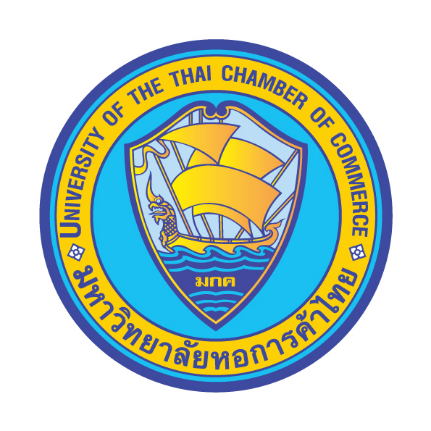 UNIVERSITY OF THE THAI CHAMBER OF COMMERCE
มกค
มหาวิทยาลัยหอการค้าไทย